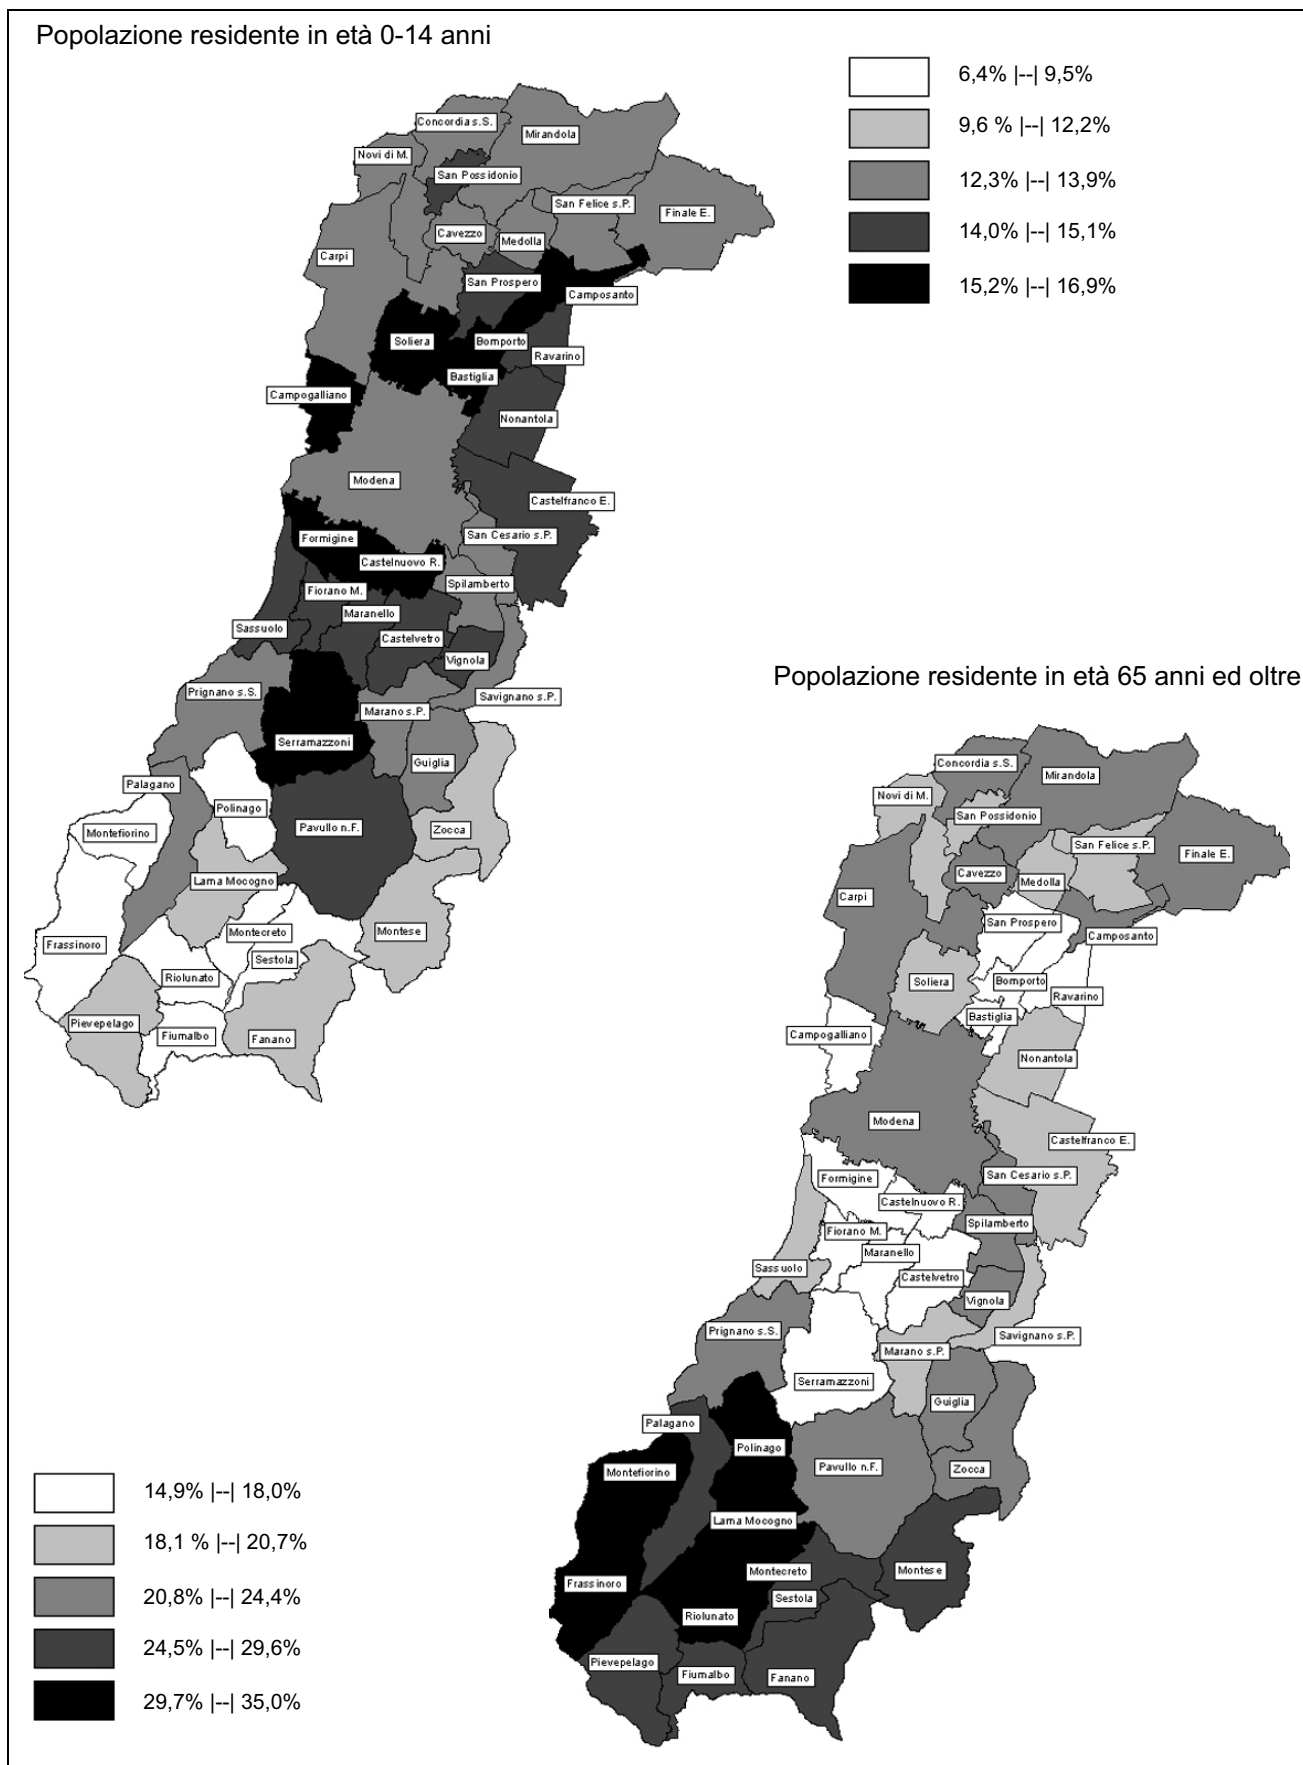 Popolazione residente in età 0-14 anni
6,4% |--| 9,5%
9,6 % |--| 12,2%
12,3% |--| 13,9%
14,0% |--| 15,1%
15,2% |--| 16,9%
Concordia s.S.
Mirandola
Novi di M.
San Possidonio
San Felice s.P.
Finale E.
Cavezzo
Medolla
Carpi
San Prospero
Camposanto
Soliera
Bomporto
Ravarino
Bastiglia
Campogalliano
Nonantola
Modena
Castelfranco E.
San Cesario s.P.
Formigine
Castelnuovo R.
Spilamberto
Fiorano M.
Maranello
Sassuolo
Castelvetro
Vignola
Prignano s.S.
Savignano s.P.
Marano s.P.
Serramazzoni
Guiglia
Palagano
Polinago
Pavullo n.F.
Zocca
Montefiorino
Lama Mocogno
Montecreto
Montese
Frassinoro
Sestola
Riolunato
Pievepelago
Fiumalbo
Fanano
Popolazione residente in età 65 anni ed oltre
Concordia s.S.
Mirandola
Novi di M.
San Possidonio
San Felice s.P.
Finale E.
Cavezzo
Medolla
Carpi
San Prospero
Camposanto
Soliera
Bomporto
Ravarino
Bastiglia
Campogalliano
Nonantola
Modena
Castelfranco E.
San Cesario s.P.
Formigine
Castelnuovo R.
Spilamberto
Fiorano M.
Maranello
Sassuolo
Castelvetro
Vignola
Prignano s.S.
Savignano s.P.
Marano s.P.
Serramazzoni
Guiglia
Palagano
Polinago
Pavullo n.F.
Zocca
Montefiorino
Lama Mocogno
Montecreto
Montese
Frassinoro
Sestola
Riolunato
Pievepelago
Fiumalbo
Fanano
14,9% |--| 18,0%
18,1 % |--| 20,7%
20,8% |--| 24,4%
24,5% |--| 29,6%
29,7% |--| 35,0%